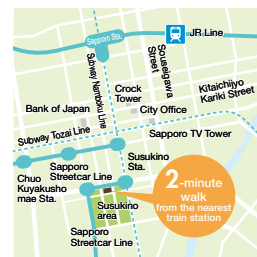 Sapporo Sta.
JR Line
Subway Namboku Line
Souseigawa
Street
Kitaichijyo
Kariki Street
Crock
Tower
Bank of Japan
City Office
Subway Tozai Line
Sapporo TV Tower
Susukino
Sta.
Sapporo
Streetcar Line
Chuo
Kuyakusho
mae Sta.
2-minute
walk
from the nearest
train station
Susukino
area
Sapporo
Streetcar Line